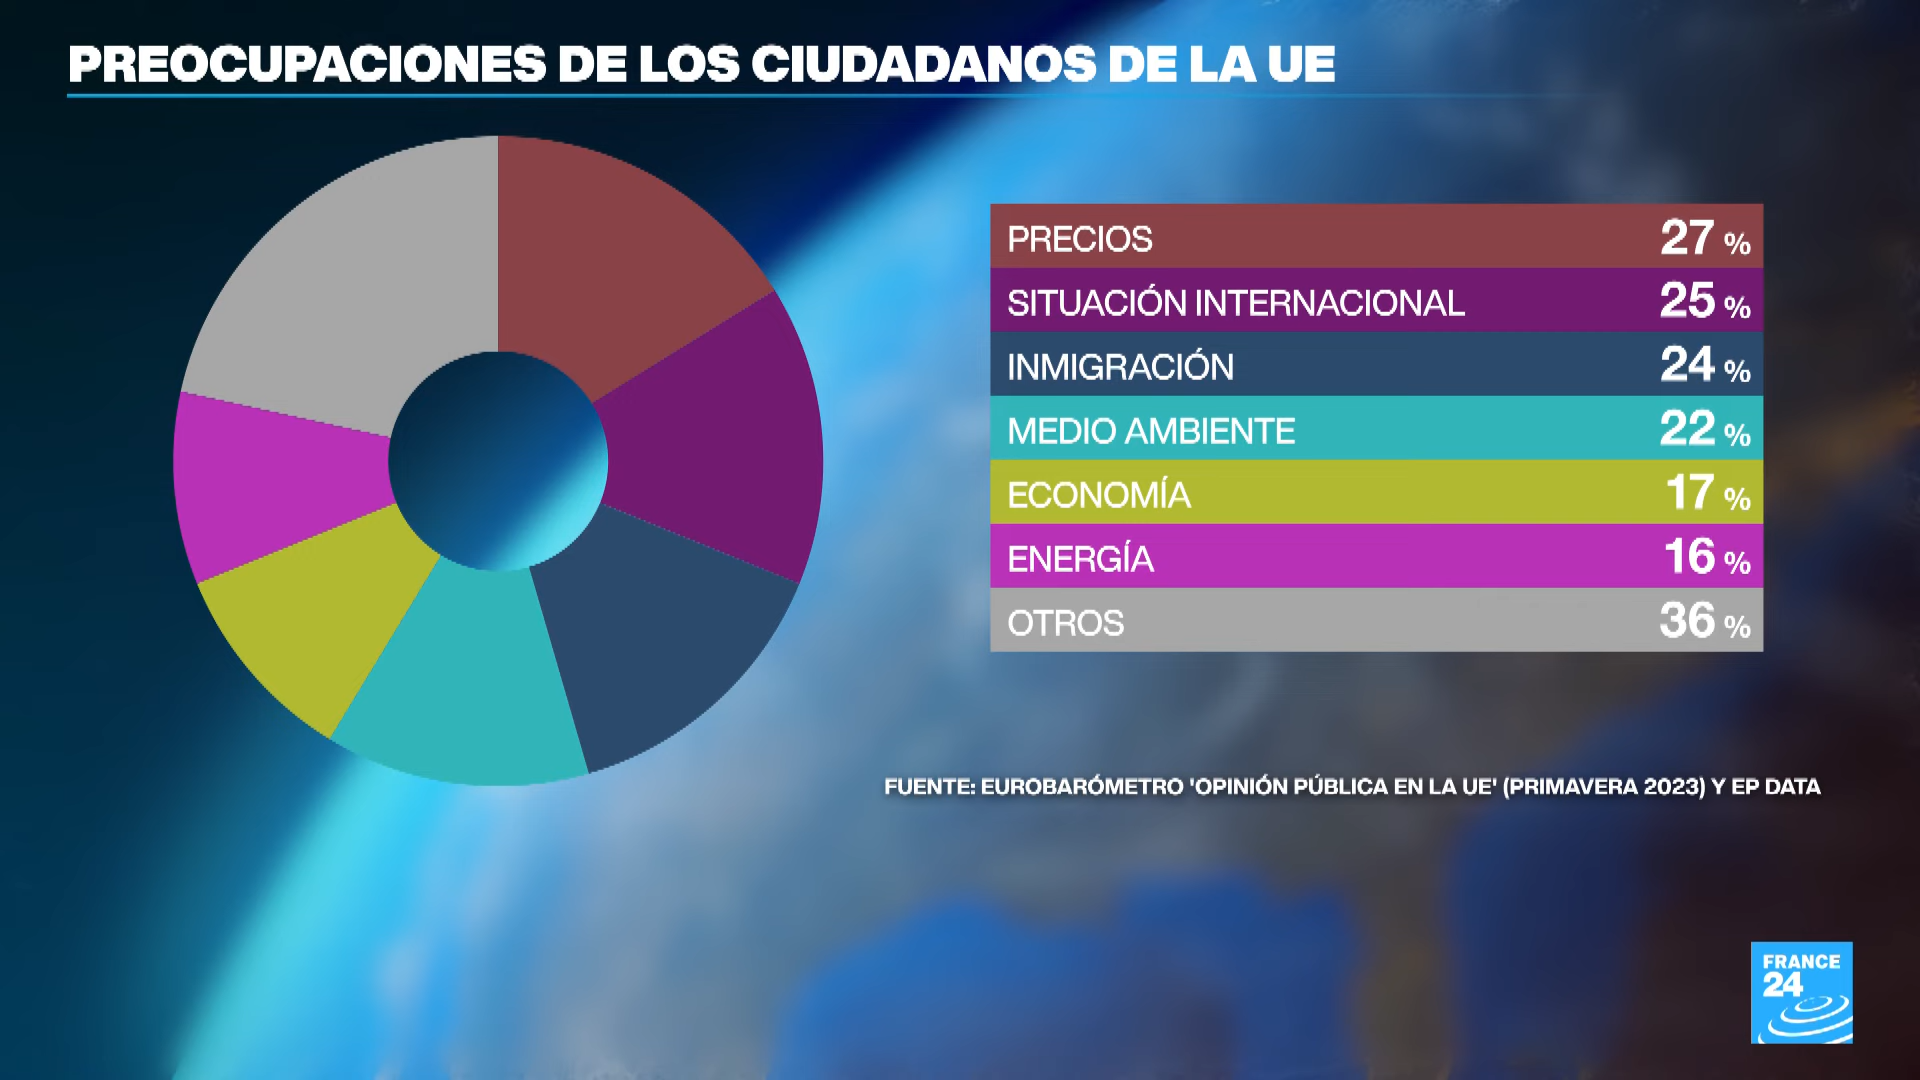 PREOCUPACIONES DE LOS CIUDADANOS DE LA UE
PRECIOS 27 %
SITUACIÓN INTERNACIONAL 25 %
INMIGRACIÓN 24 %
MEDIO AMBIENTE 22 %
ECONOMÍA 17 %
ENERGÍA 16 %
OTROS 36 %
FUENTE: EUROBARÓMETRO 'OPINIÓN PÚBLICA EN LA UE' (PRIMAVERA 2023) Y EP DATA
FRANCE
24